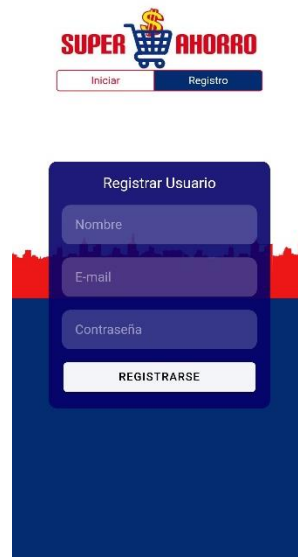 SUPER AHORRO
Iniciar Registro
Registrar Usuario
Nombre
E-mail
Contraseña
REGISTRARSE